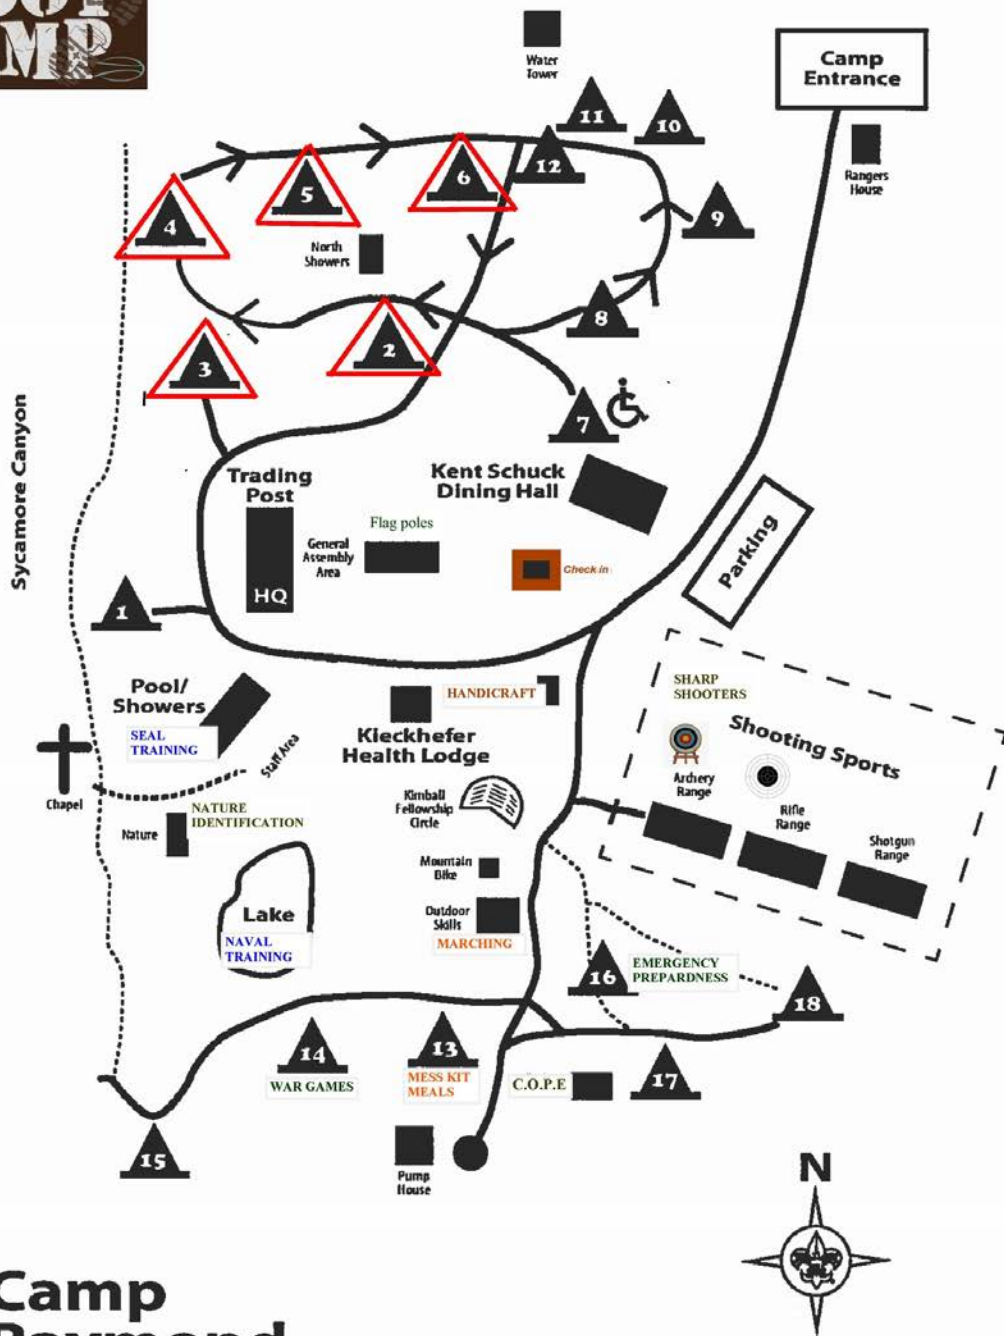 Water
Tower
Camp
Entrance
11
10
12
Rangers
House
6
5
4
9
North
Showers
8
2
3
7
Sycamore Canyon
Trading
Post
Kent Schuck
Dining Hall
Flag poles
General
Assembly
Area
Check in
Parking
HQ
1
Pool/
Showers
SEAL
TRAINING
HANDICRAFT
SHARP
SHOOTERS
Shooting Sports
Kieckhefer
Health Lodge
Staff Area
Archery
Range
Chapel
Kimball
Fellowship
Circle
Rifle
Range
NATURE
IDENTIFICATION
Nature
Shotgun
Range
Mountain
Bike
Lake
Outdoor
Skills
NAVAL
TRAINING
MARCHING
16
EMERGENCY
PREPARDNESS
18
14
13
WAR GAMES
MESS KIT
MEALS
C.O.P.E
17
15
Pump
House
N
Camp